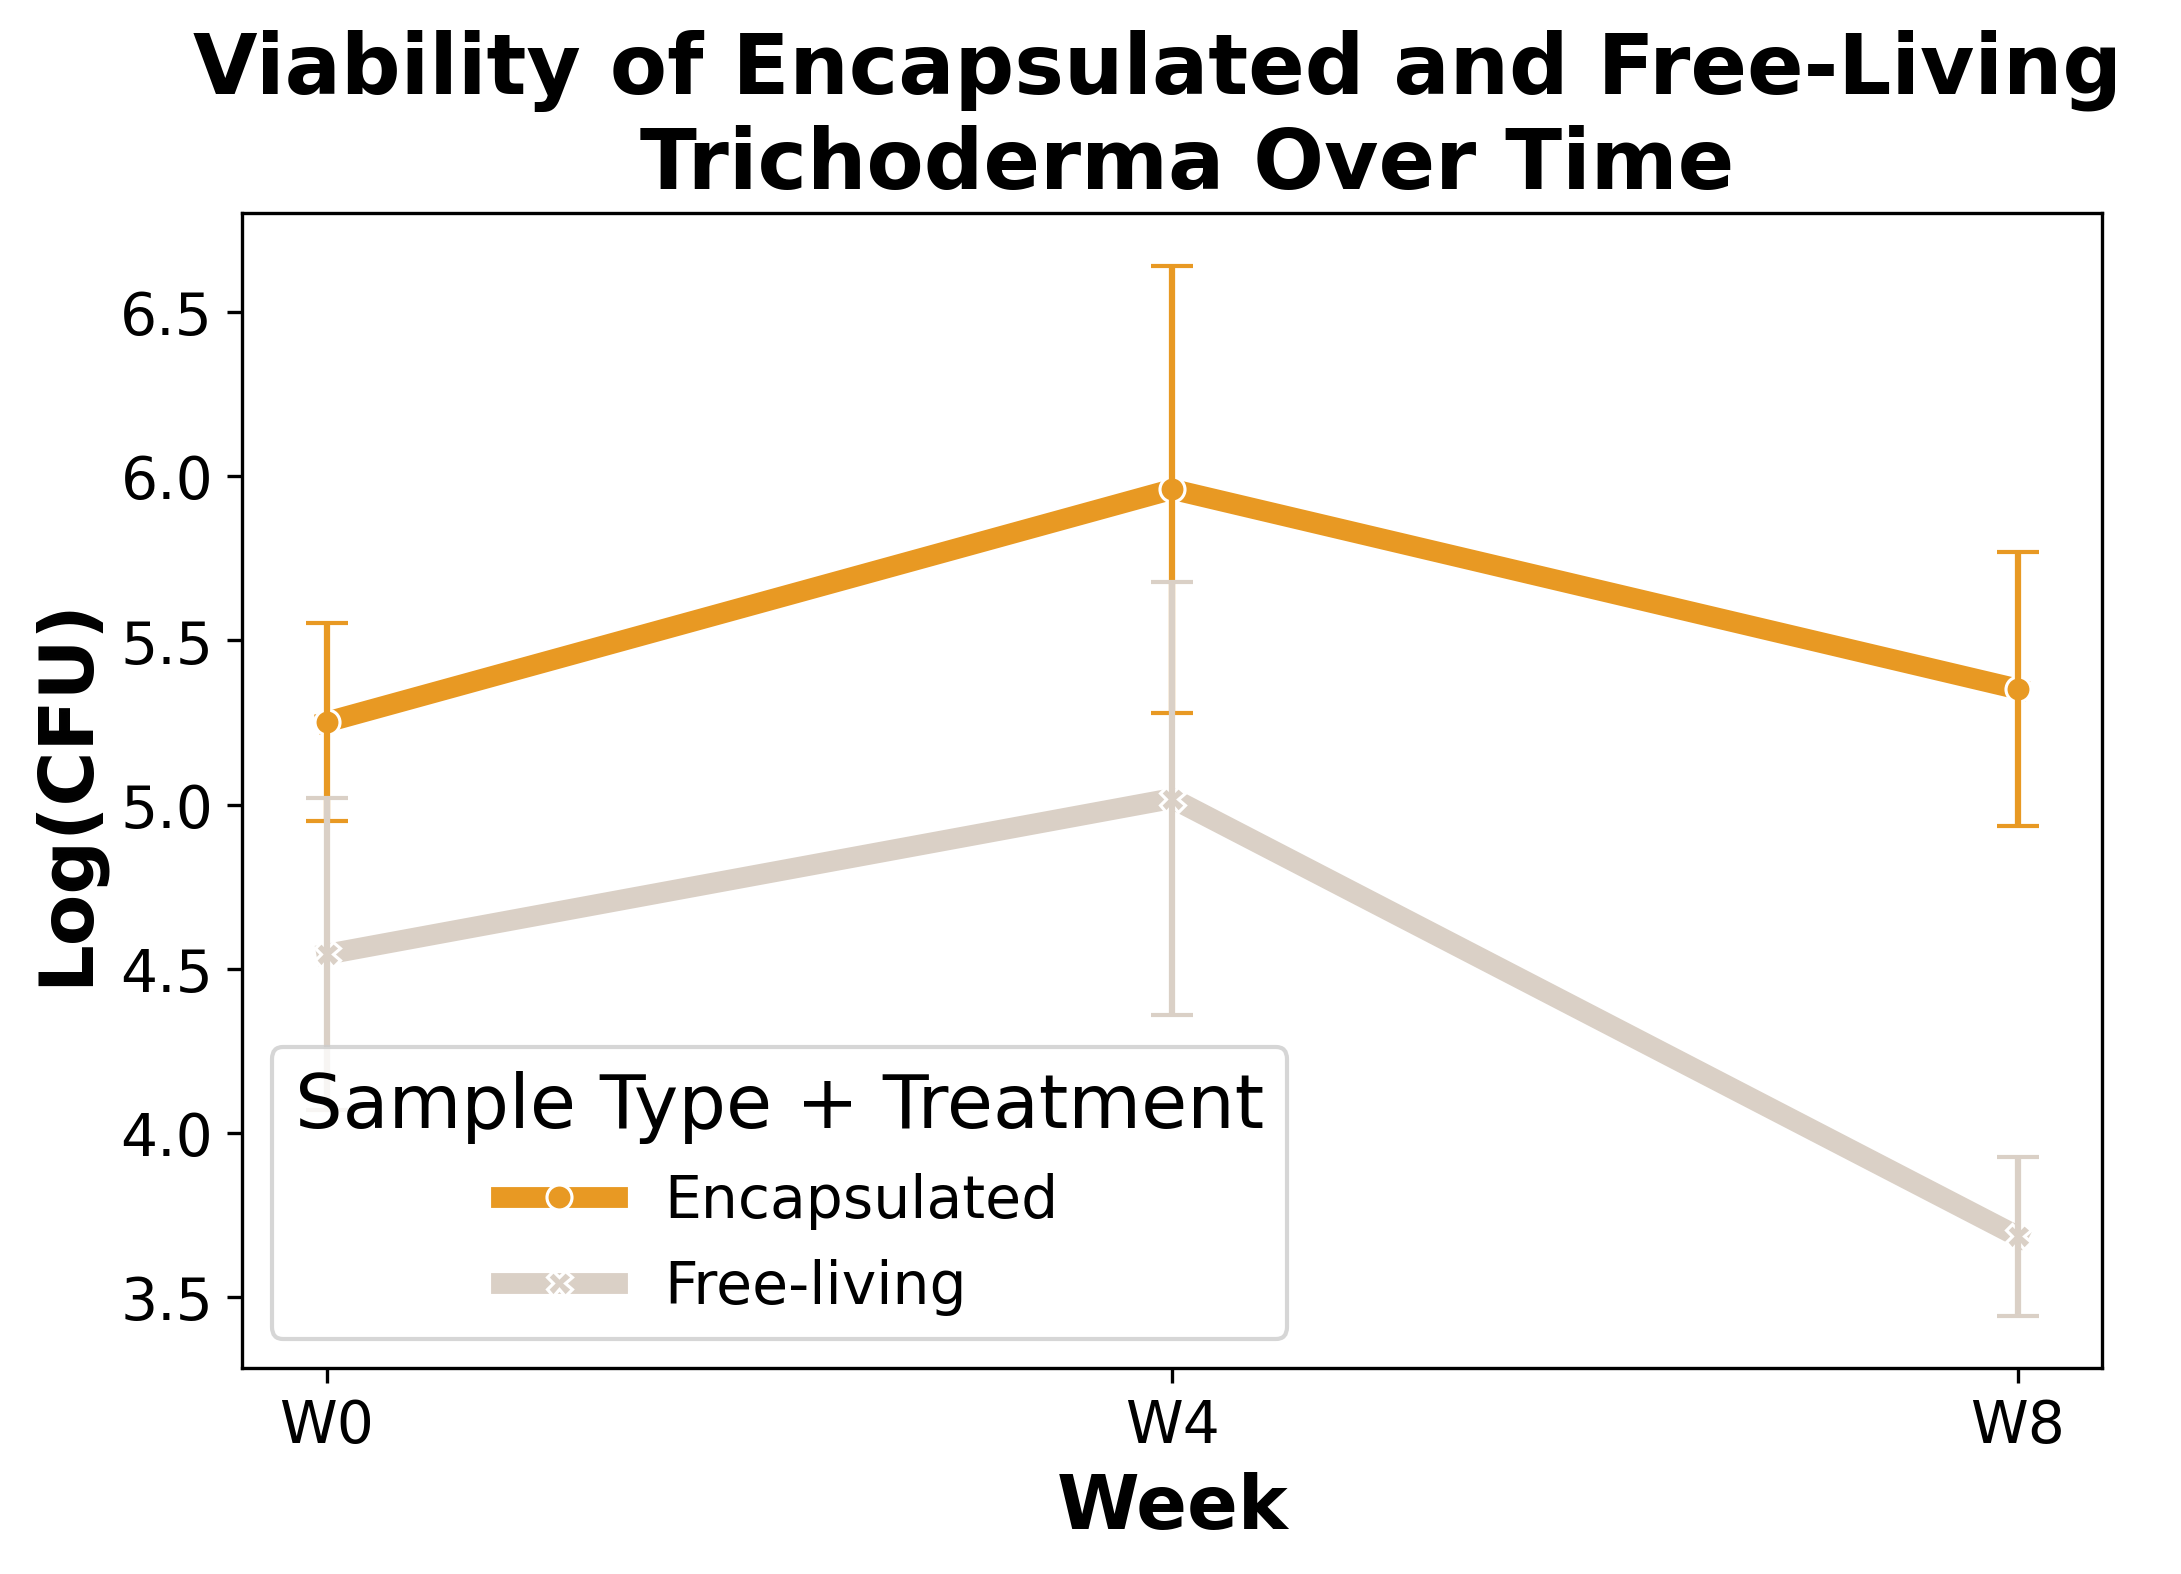 Viability of Encapsulated and Free-Living
Trichoderma Over Time
Log(CFU)
6.5
6.0
5.5
5.0
4.5
4.0
3.5
Sample Type + Treatment
Encapsulated
Free-living
W0 W4 W8
Week